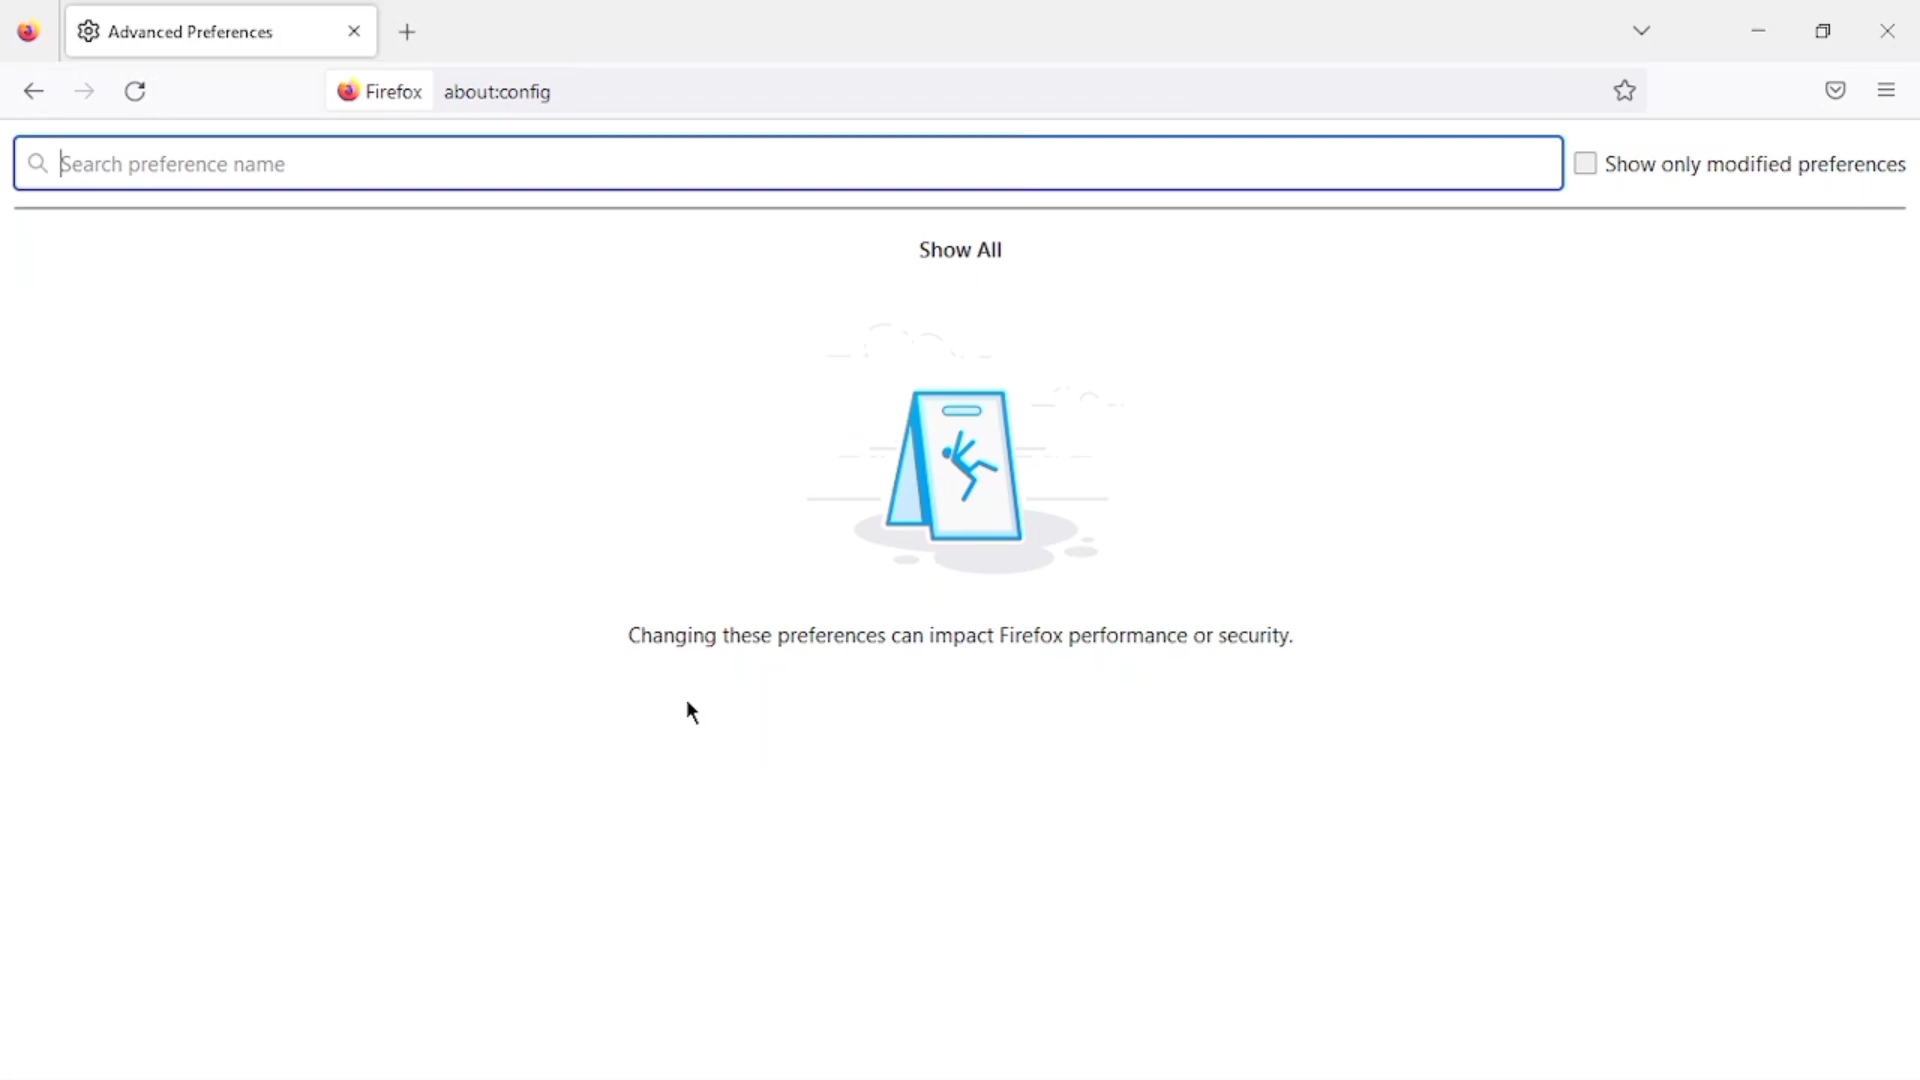 Advanced Preferences
Firefox about:config
Search preference name
Show only modified preferences
Show All
Changing these preferences can impact Firefox performance or security.